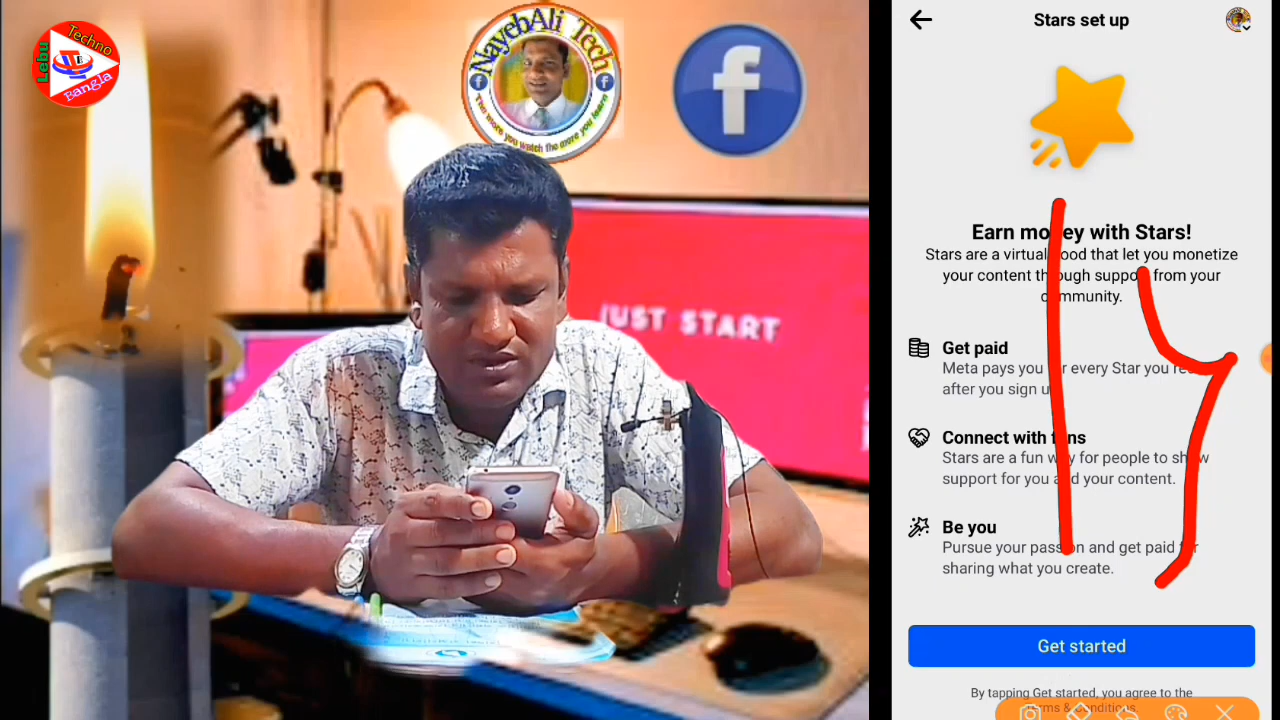 Lebu
Techno
Bangla
NayebAli Tech
The more you watch the more you learn
f
JUST START
Stars set up
Earn money with Stars!
Stars are a virtual good that let you monetize
your content through support from your
community.
Get paid
Meta pays you for every Star you
after you sign
Connect with fans
Stars are a fun way for people to show
support for you and your content.
Be you
Pursue your passion and get paid for
sharing what you create.
Get started
By tapping Get started, you agree to the
Terms & Conditions.